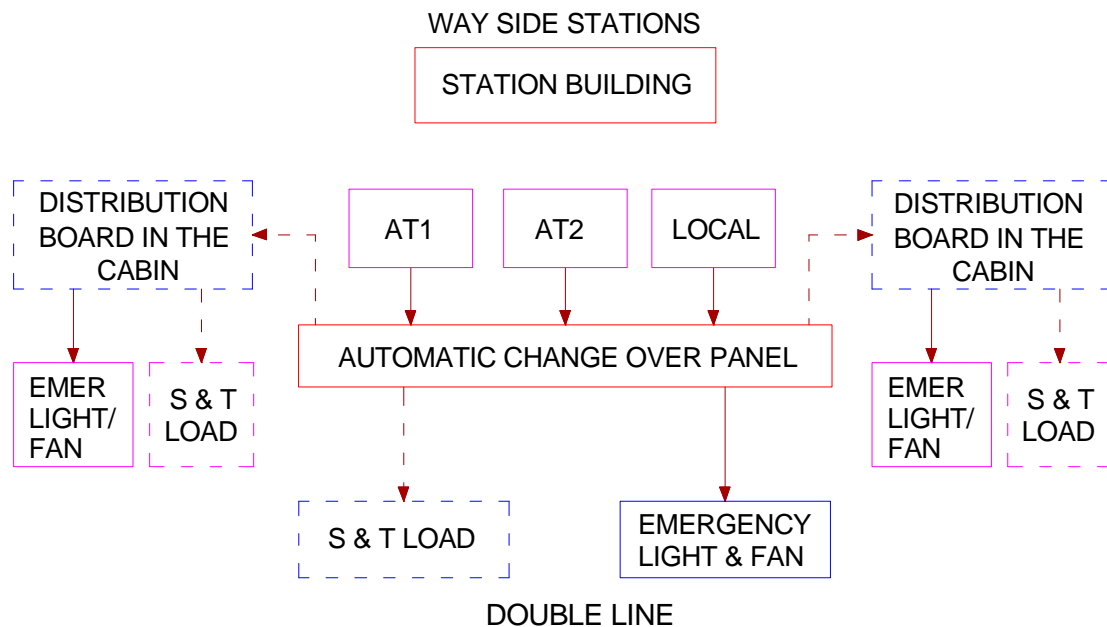 WAY SIDE STATIONS
STATION BUILDING
DISTRIBUTION
BOARD IN THE
CABIN
AT1
AT2
LOCAL
DISTRIBUTION
BOARD IN THE
CABIN
AUTOMATIC CHANGE OVER PANEL
EMER
LIGHT/
FAN
S & T
LOAD
EMER
LIGHT/
FAN
S & T
LOAD
S & T LOAD
EMERGENCY
LIGHT & FAN
DOUBLE LINE